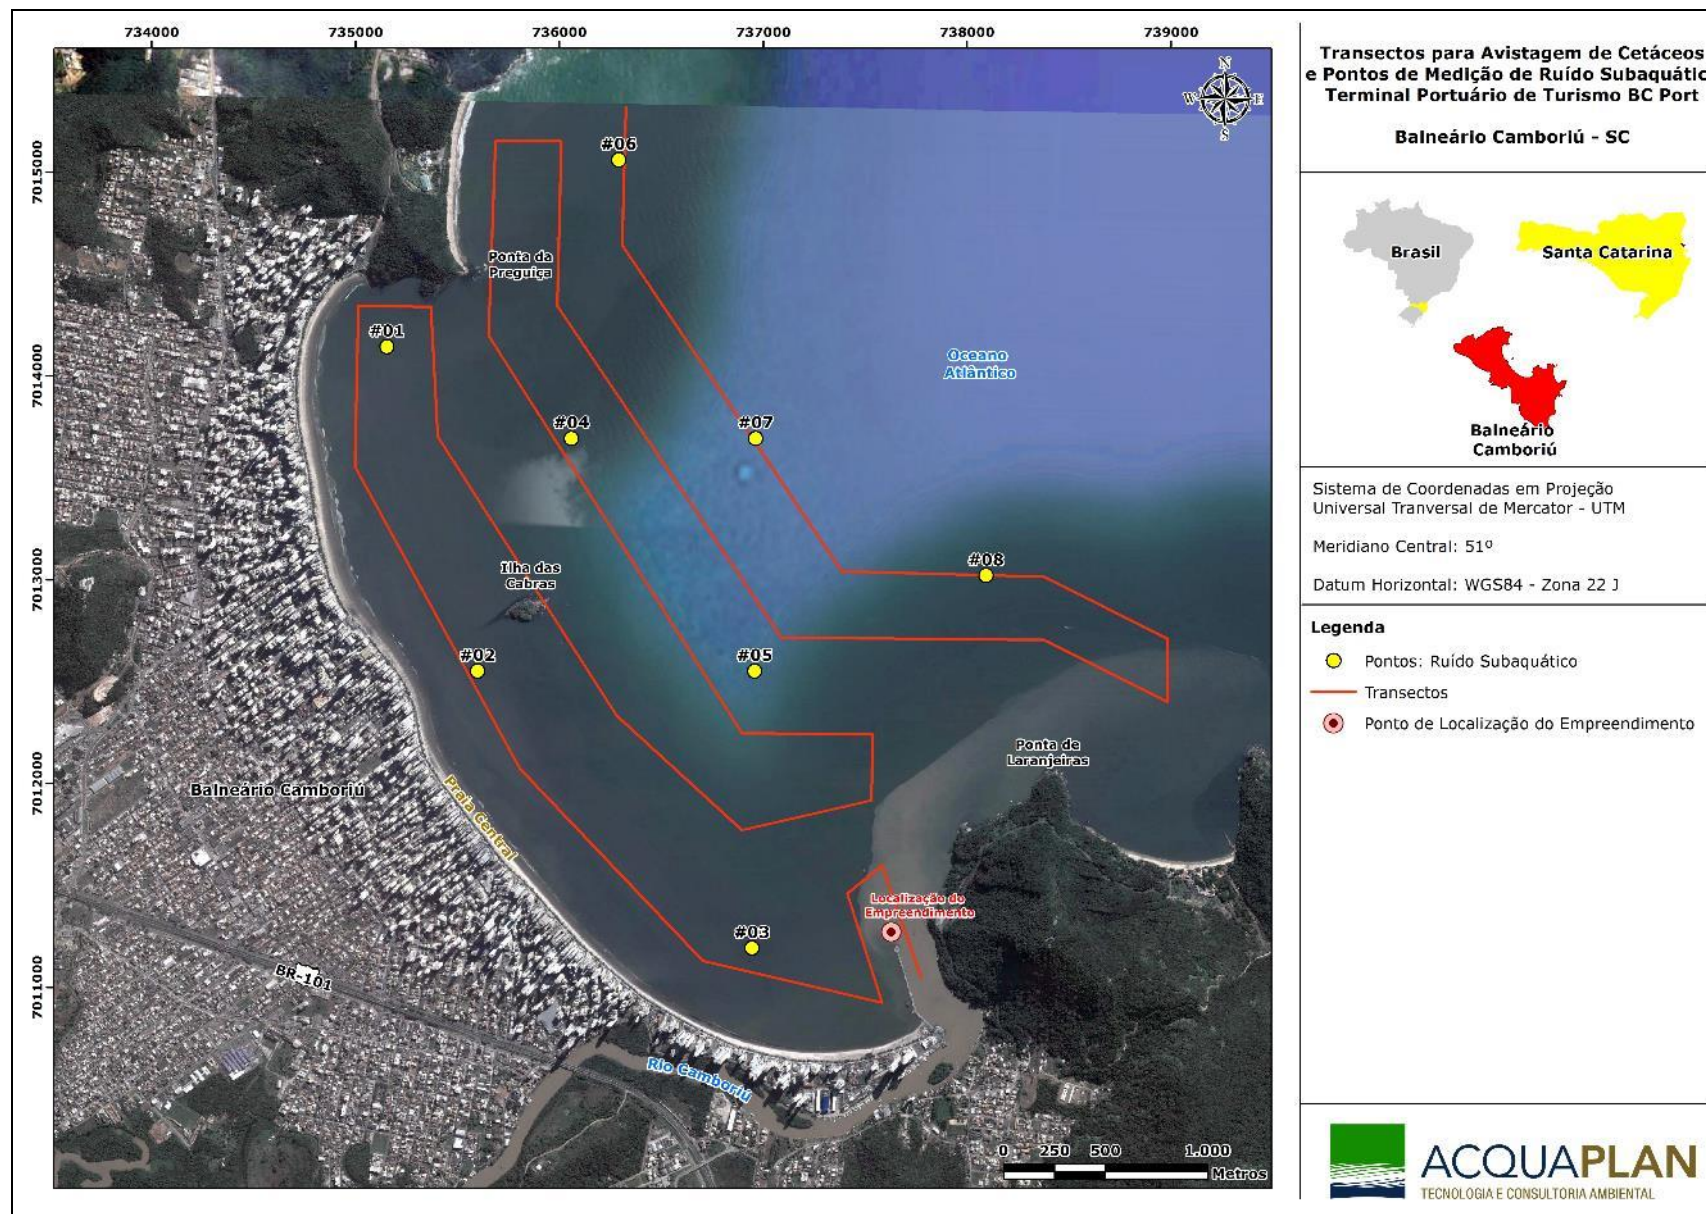 734000
735000
736000
737000
738000
739000
7015000
7014000
7013000
7012000
7011000
N
W
E
S
#06
Ponta da
Preguiça
#01
Oceano
Atlântico
#04
#07
Ilha das
Cabras
#08
#02
#05
Ponta de
Laranjeiras
Balneário Camboriú
Praia Central
Localização do
Empreendimento
#03
BR-101
Rio Camboriú
0 250 500 1.000
Metros
Transectos para Avistagem de Cetáceos
e Pontos de Medição de Ruído Subaquátic
Terminal Portuário de Turismo BC Port
Balneário Camboriú - SC
Brasil
Santa Catarina
Balneário
Camboriú
Sistema de Coordenadas em Projeção
Universal Tranversal de Mercator - UTM
Meridiano Central: 51º
Datum Horizontal: WGS84 - Zona 22 J
Legenda
Pontos: Ruído Subaquático
Transectos
Ponto de Localização do Empreendimento
ACQUAPLAN
TECNOLOGIA E CONSULTORIA AMBIENTAL